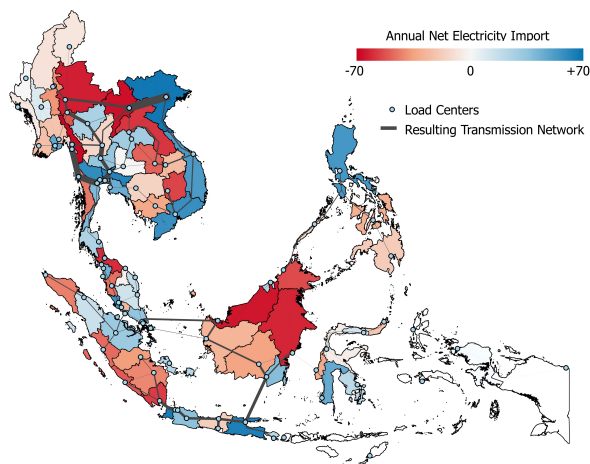 Annual Net Electricity Import
-70 0 +70
Load Centers
Resulting Transmission Network